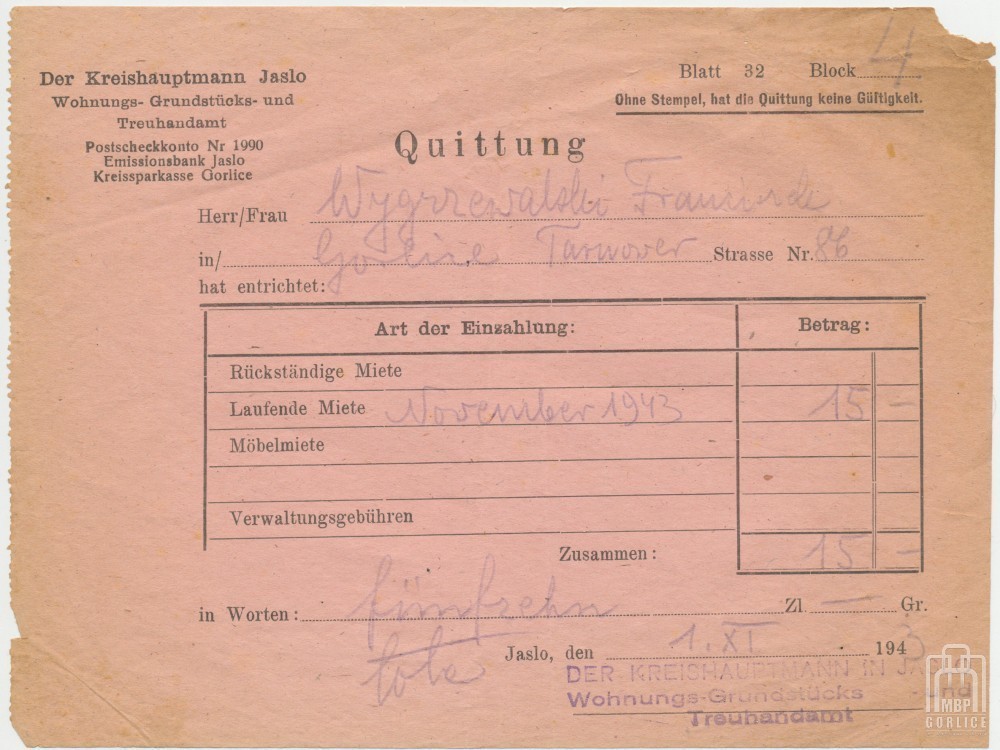 Der Kreishauptmann Jaslo
Wohnungs- Grundstücks- und
Treuhandamt
Postscheckkonto Nr 1990
Emissionsbank Jaslo
Kreissparkasse Gorlice
Blatt 32 Block 4
Ohne Stempel, hat die Quittung keine Gültigkeit.
Quittung
Herr/Frau Wygrzewalski
in/ Gorlice Tarnower Strasse Nr. 86
hat entrichtet:
Art der Einzahlung: Betrag:
Rückständige Miete
Laufende Miete November 1943 15 —
Möbelmiete
Verwaltungsgebühren
Zusammen: 15 —
in Worten: fünfzehn Zl — Gr.
Jaslo, den 1. XI 1943
DER KREISHAUPTMANN IN
Wohnungs-Grundstücks - und
Treuhandamt
MBP
GORLICE